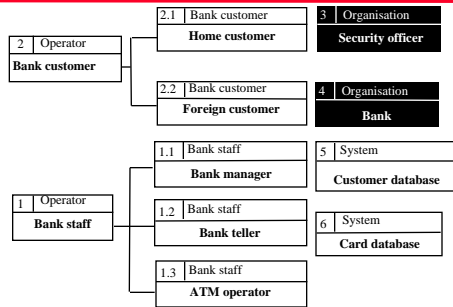 2.1 Bank customer
Home customer
3 Organisation
Security officer
2 Operator
Bank customer
2.2 Bank customer
Foreign customer
4 Organisation
Bank
1.1 Bank staff
Bank manager
5 System
Customer database
1 Operator
Bank staff
1.2 Bank staff
Bank teller
6 System
Card database
1.3 Bank staff
ATM operator